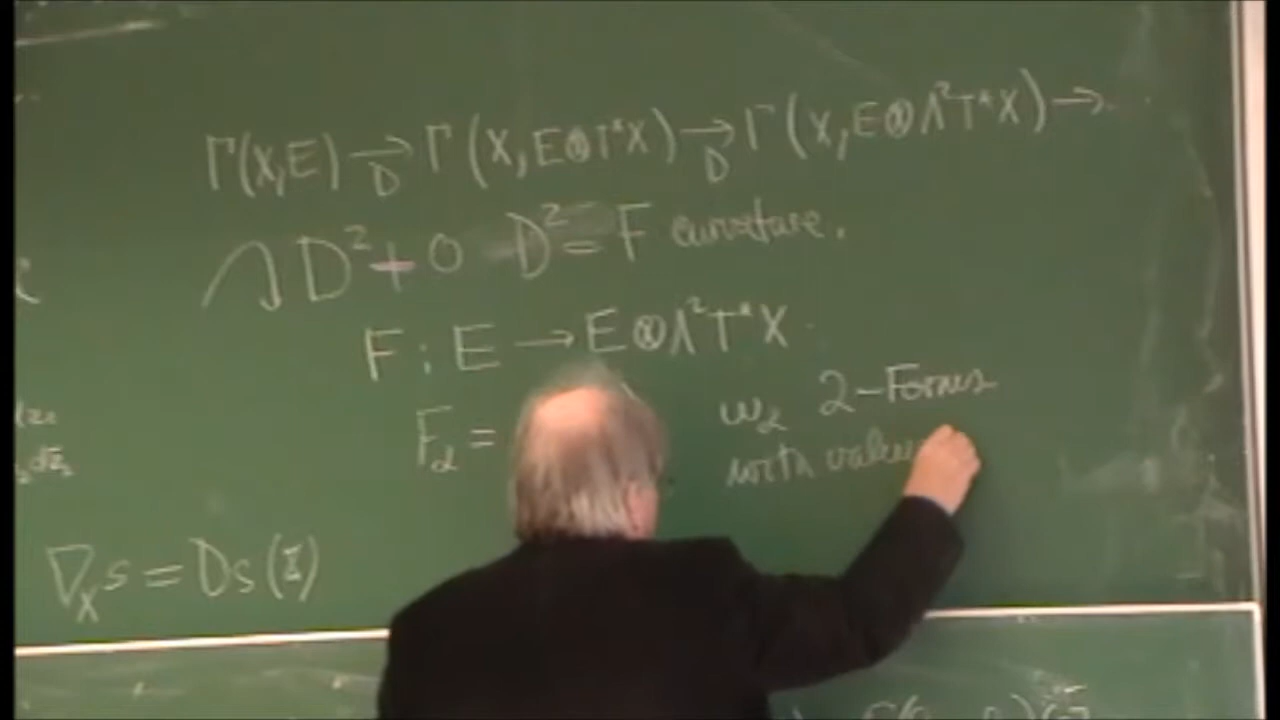 Γ(X,E) →_D Γ(X,E⊗T*X) →_D Γ(X,E⊗Λ²T*X) → ...
D² ≠ 0 D² = F curvature.
F : E → E⊗Λ²T*X
F_α =
ω_α 2-Forms
with value
∇_X s = Ds(X)